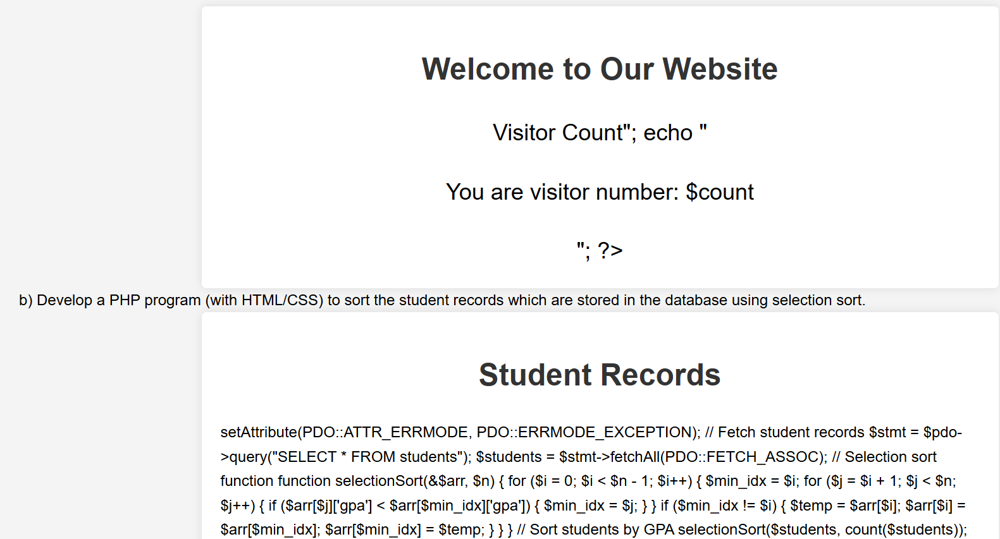 Welcome to Our Website
Visitor Count"; echo "
You are visitor number: $count
"; ?>
b) Develop a PHP program (with HTML/CSS) to sort the student records which are stored in the database using selection sort.
Student Records
setAttribute(PDO::ATTR_ERRMODE, PDO::ERRMODE_EXCEPTION); // Fetch student records $stmt = $pdo-
>query("SELECT * FROM students"); $students = $stmt->fetchAll(PDO::FETCH_ASSOC); // Selection sort
function function selectionSort(&$arr, $n) { for ($i = 0; $i < $n - 1; $i++) { $min_idx = $i; for ($j = $i + 1; $j < $n;
$j++) { if ($arr[$j]['gpa'] < $arr[$min_idx]['gpa']) { $min_idx = $j; } } if ($min_idx != $i) { $temp = $arr[$i]; $arr[$i] =
$arr[$min_idx]; $arr[$min_idx] = $temp; } } } // Sort students by GPA selectionSort($students, count($students));